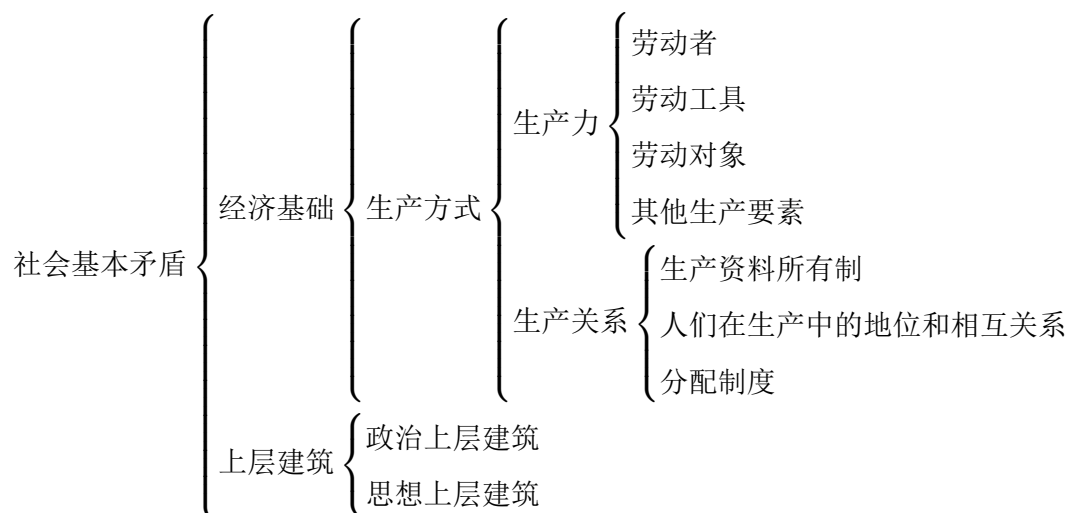 社会基本矛盾
经济基础
生产方式
生产力
劳动者
劳动工具
劳动对象
其他生产要素
生产关系
生产资料所有制
人们在生产中的地位和相互关系
分配制度
上层建筑
政治上层建筑
思想上层建筑